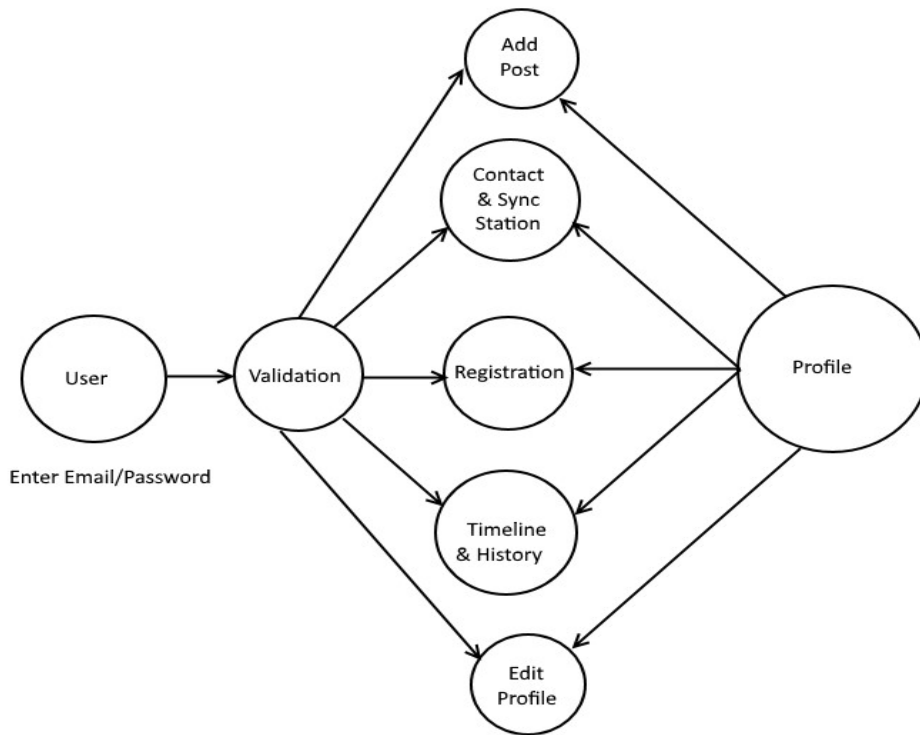 Add
Post
Contact
& Sync
Station
User
Validation
Registration
Profile
Enter Email/Password
Timeline
& History
Edit
Profile